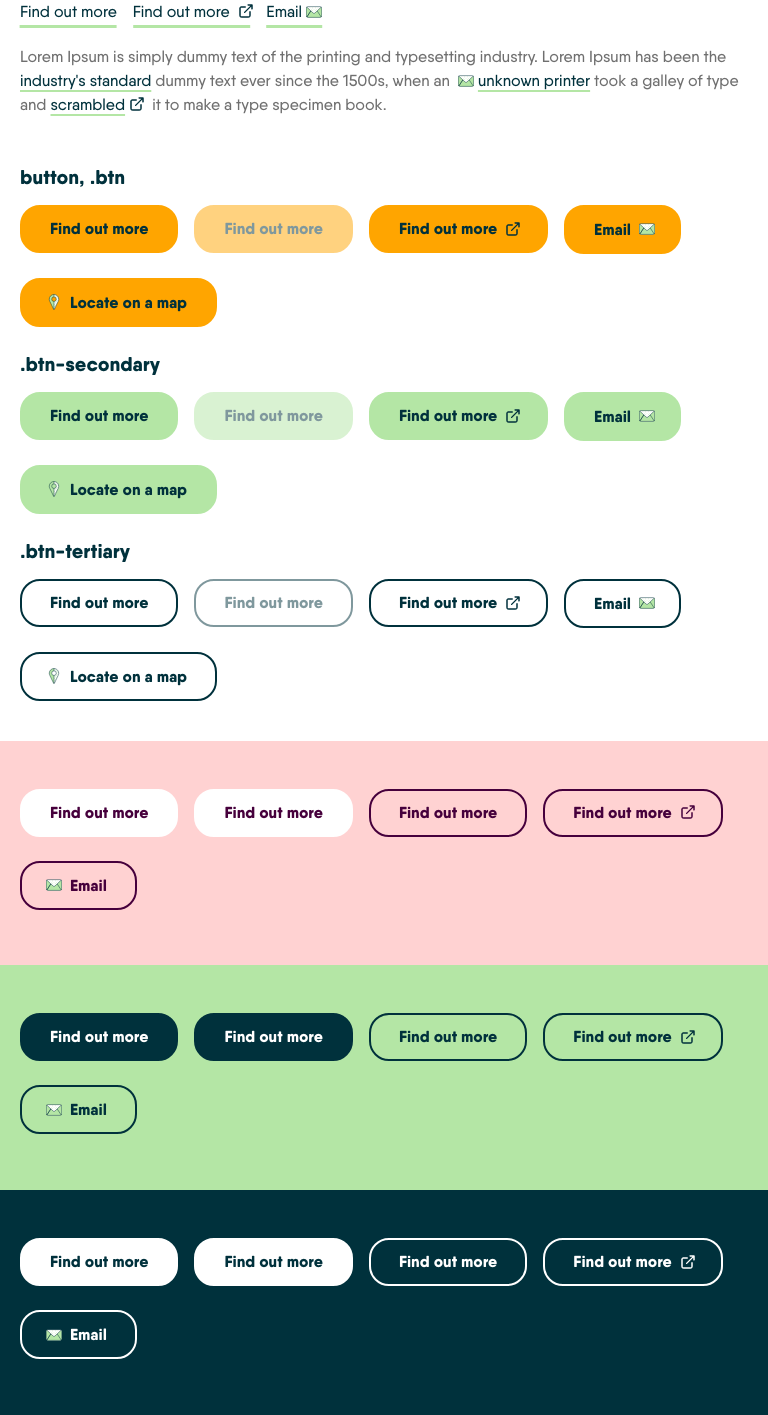 Find out more Find out more Email
Lorem Ipsum is simply dummy text of the printing and typesetting industry. Lorem Ipsum has been the
industry's standard dummy text ever since the 1500s, when an unknown printer took a galley of type
and scrambled it to make a type specimen book.
button, .btn
Find out more Find out more Find out more Email
Locate on a map
.btn-secondary
Find out more Find out more Find out more Email
Locate on a map
.btn-tertiary
Find out more Find out more Find out more Email
Locate on a map
Find out more Find out more Find out more Find out more
Email
Find out more Find out more Find out more Find out more
Email
Find out more Find out more Find out more Find out more
Email